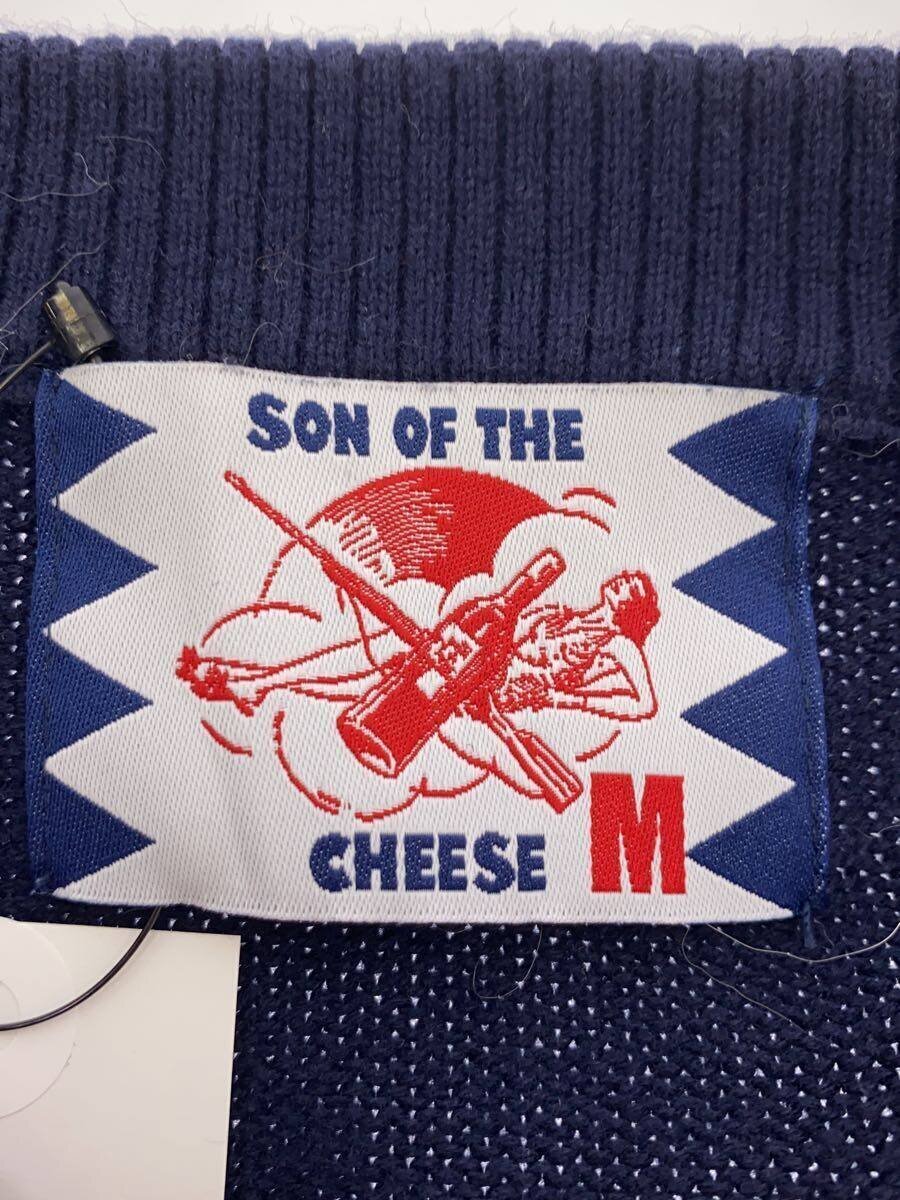 SON OF THE
CHEESE
M